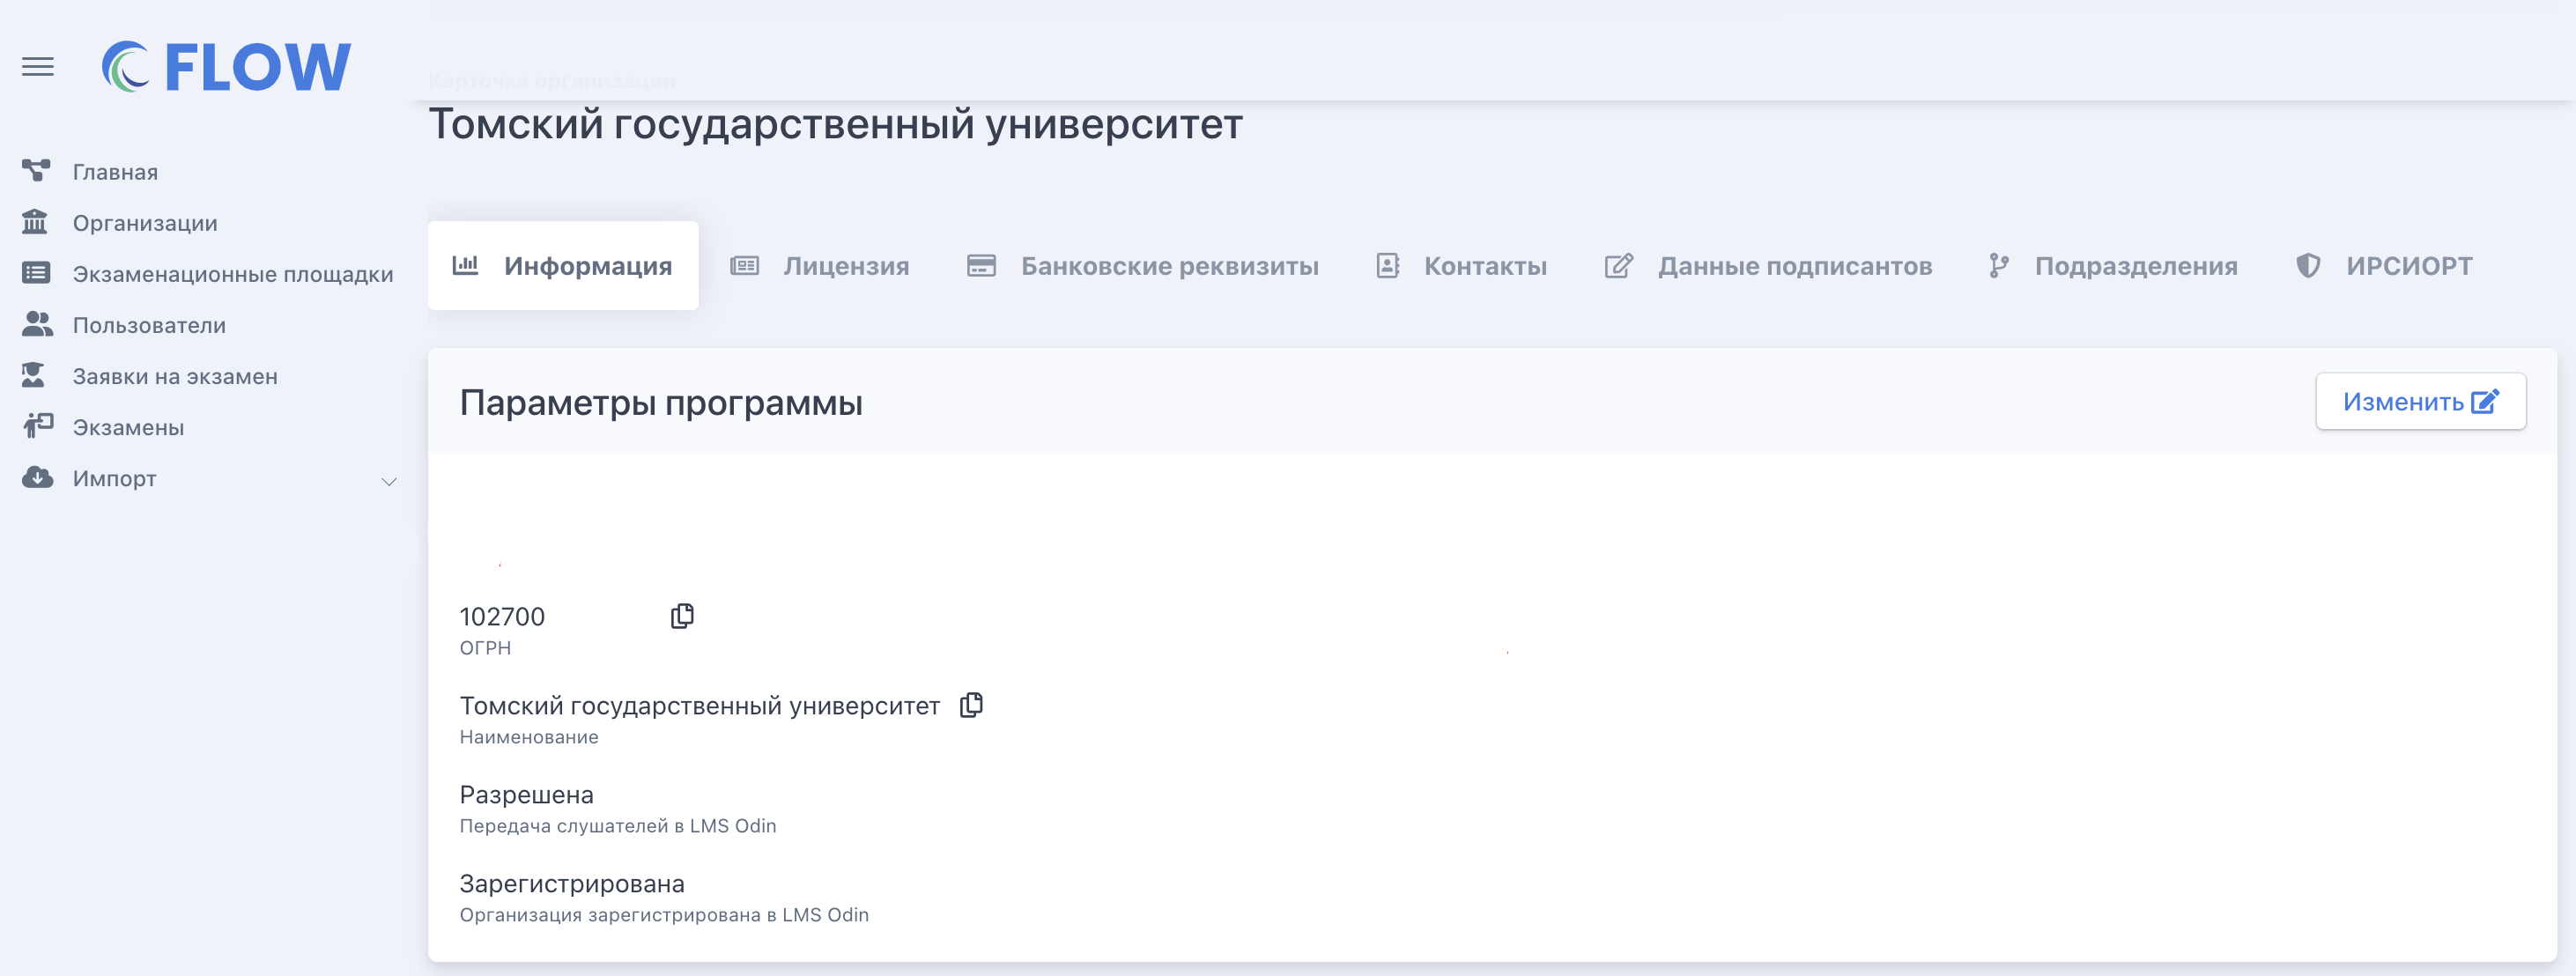 FLOW
Карточка организации
Томский государственный университет
Главная
Организации
Экзаменационные площадки
Пользователи
Заявки на экзамен
Экзамены
Импорт
Информация
Лицензия
Банковские реквизиты
Контакты
Данные подписантов
Подразделения
ИРСИОРТ
Параметры программы
Изменить
102700
ОГРН
Томский государственный университет
Наименование
Разрешена
Передача слушателей в LMS Odin
Зарегистрирована
Организация зарегистрирована в LMS Odin